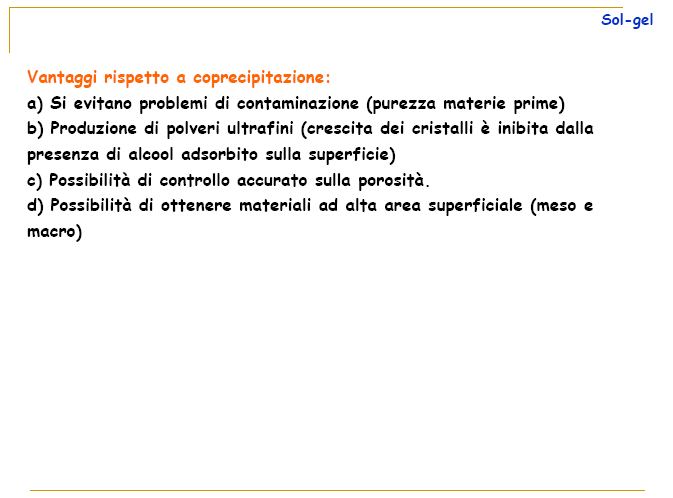 Sol-gel
Vantaggi rispetto a coprecipitazione:
a) Si evitano problemi di contaminazione (purezza materie prime)
b) Produzione di polveri ultrafini (crescita dei cristalli è inibita dalla
presenza di alcool adsorbito sulla superficie)
c) Possibilità di controllo accurato sulla porosità.
d) Possibilità di ottenere materiali ad alta area superficiale (meso e
macro)